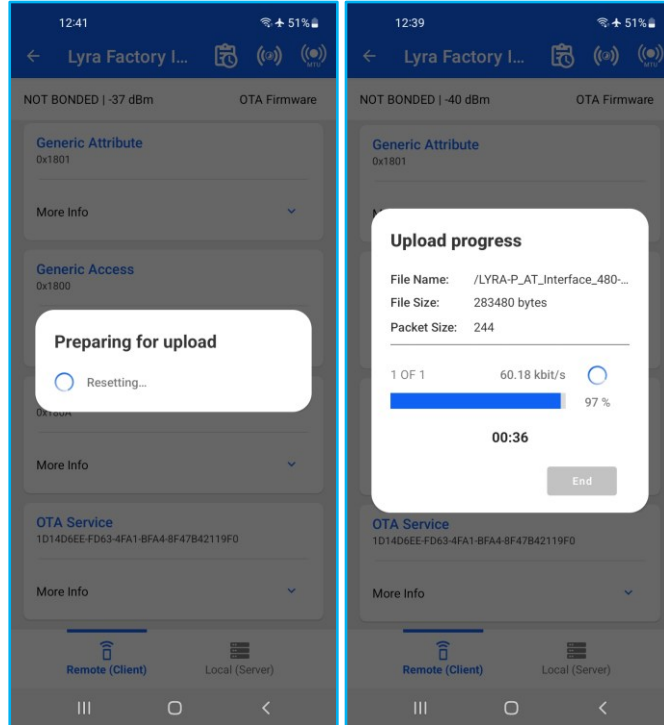 12:41
51%
Lyra Factory I...
MTU
NOT BONDED | -37 dBm
OTA Firmware
Generic Attribute
0x1801
More Info
Generic Access
0x1800
Preparing for upload
Resetting...
0x180A
More Info
OTA Service
1D14D6EE-FD63-4FA1-BFA4-8F47B42119F0
More Info
Remote (Client)
Local (Server)
12:39
51%
Lyra Factory I...
MTU
NOT BONDED | -40 dBm
OTA Firmware
Generic Attribute
0x1801
Upload progress
File Name: /LYRA-P_AT_Interface_480-...
File Size: 283480 bytes
Packet Size: 244
1 OF 1 60.18 kbit/s
97 %
00:36
End
OTA Service
1D14D6EE-FD63-4FA1-BFA4-8F47B42119F0
More Info
Remote (Client)
Local (Server)